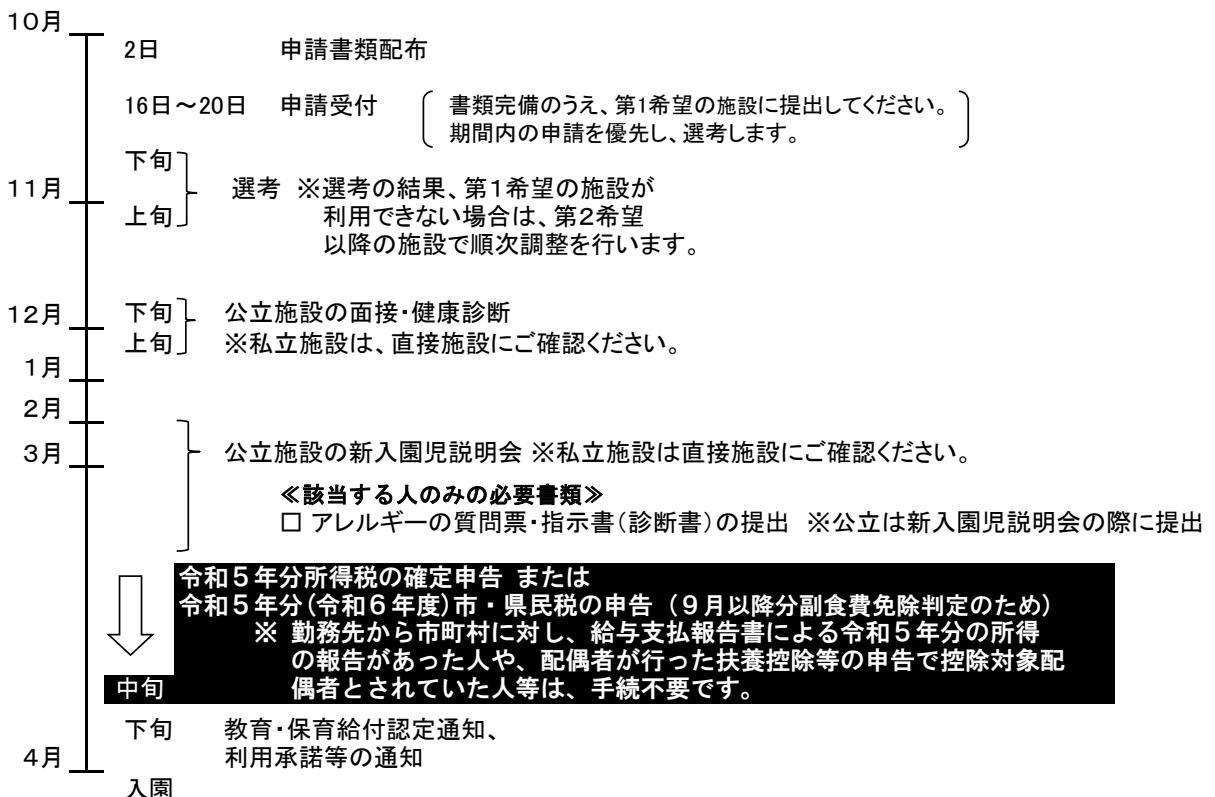 10月
2日 申請書類配布
16日～20日 申請受付 書類完備のうえ、第1希望の施設に提出してください。
期間内の申請を優先し、選考します。
下旬
11月 選考 ※選考の結果、第1希望の施設が
上旬 利用できない場合は、第2希望
以降の施設で順次調整を行います。
12月 下旬 公立施設の面接・健康診断
上旬 ※私立施設は、直接施設にご確認ください。
1月
2月
3月 公立施設の新入園児説明会 ※私立施設は直接施設にご確認ください。
≪該当する人のみの必要書類≫
□ アレルギーの質問票・指示書(診断書)の提出 ※公立は新入園児説明会の際に提出
令和５年分所得税の確定申告 または
令和５年分(令和６年度)市・県民税の申告（９月以降分副食費免除判定のため）
※ 勤務先から市町村に対し、給与支払報告書による令和５年分の所得
の報告があった人や、配偶者が行った扶養控除等の申告で控除対象配
中旬 偶者とされていた人等は、手続不要です。
下旬 教育・保育給付認定通知、
4月 利用承諾等の通知
入園